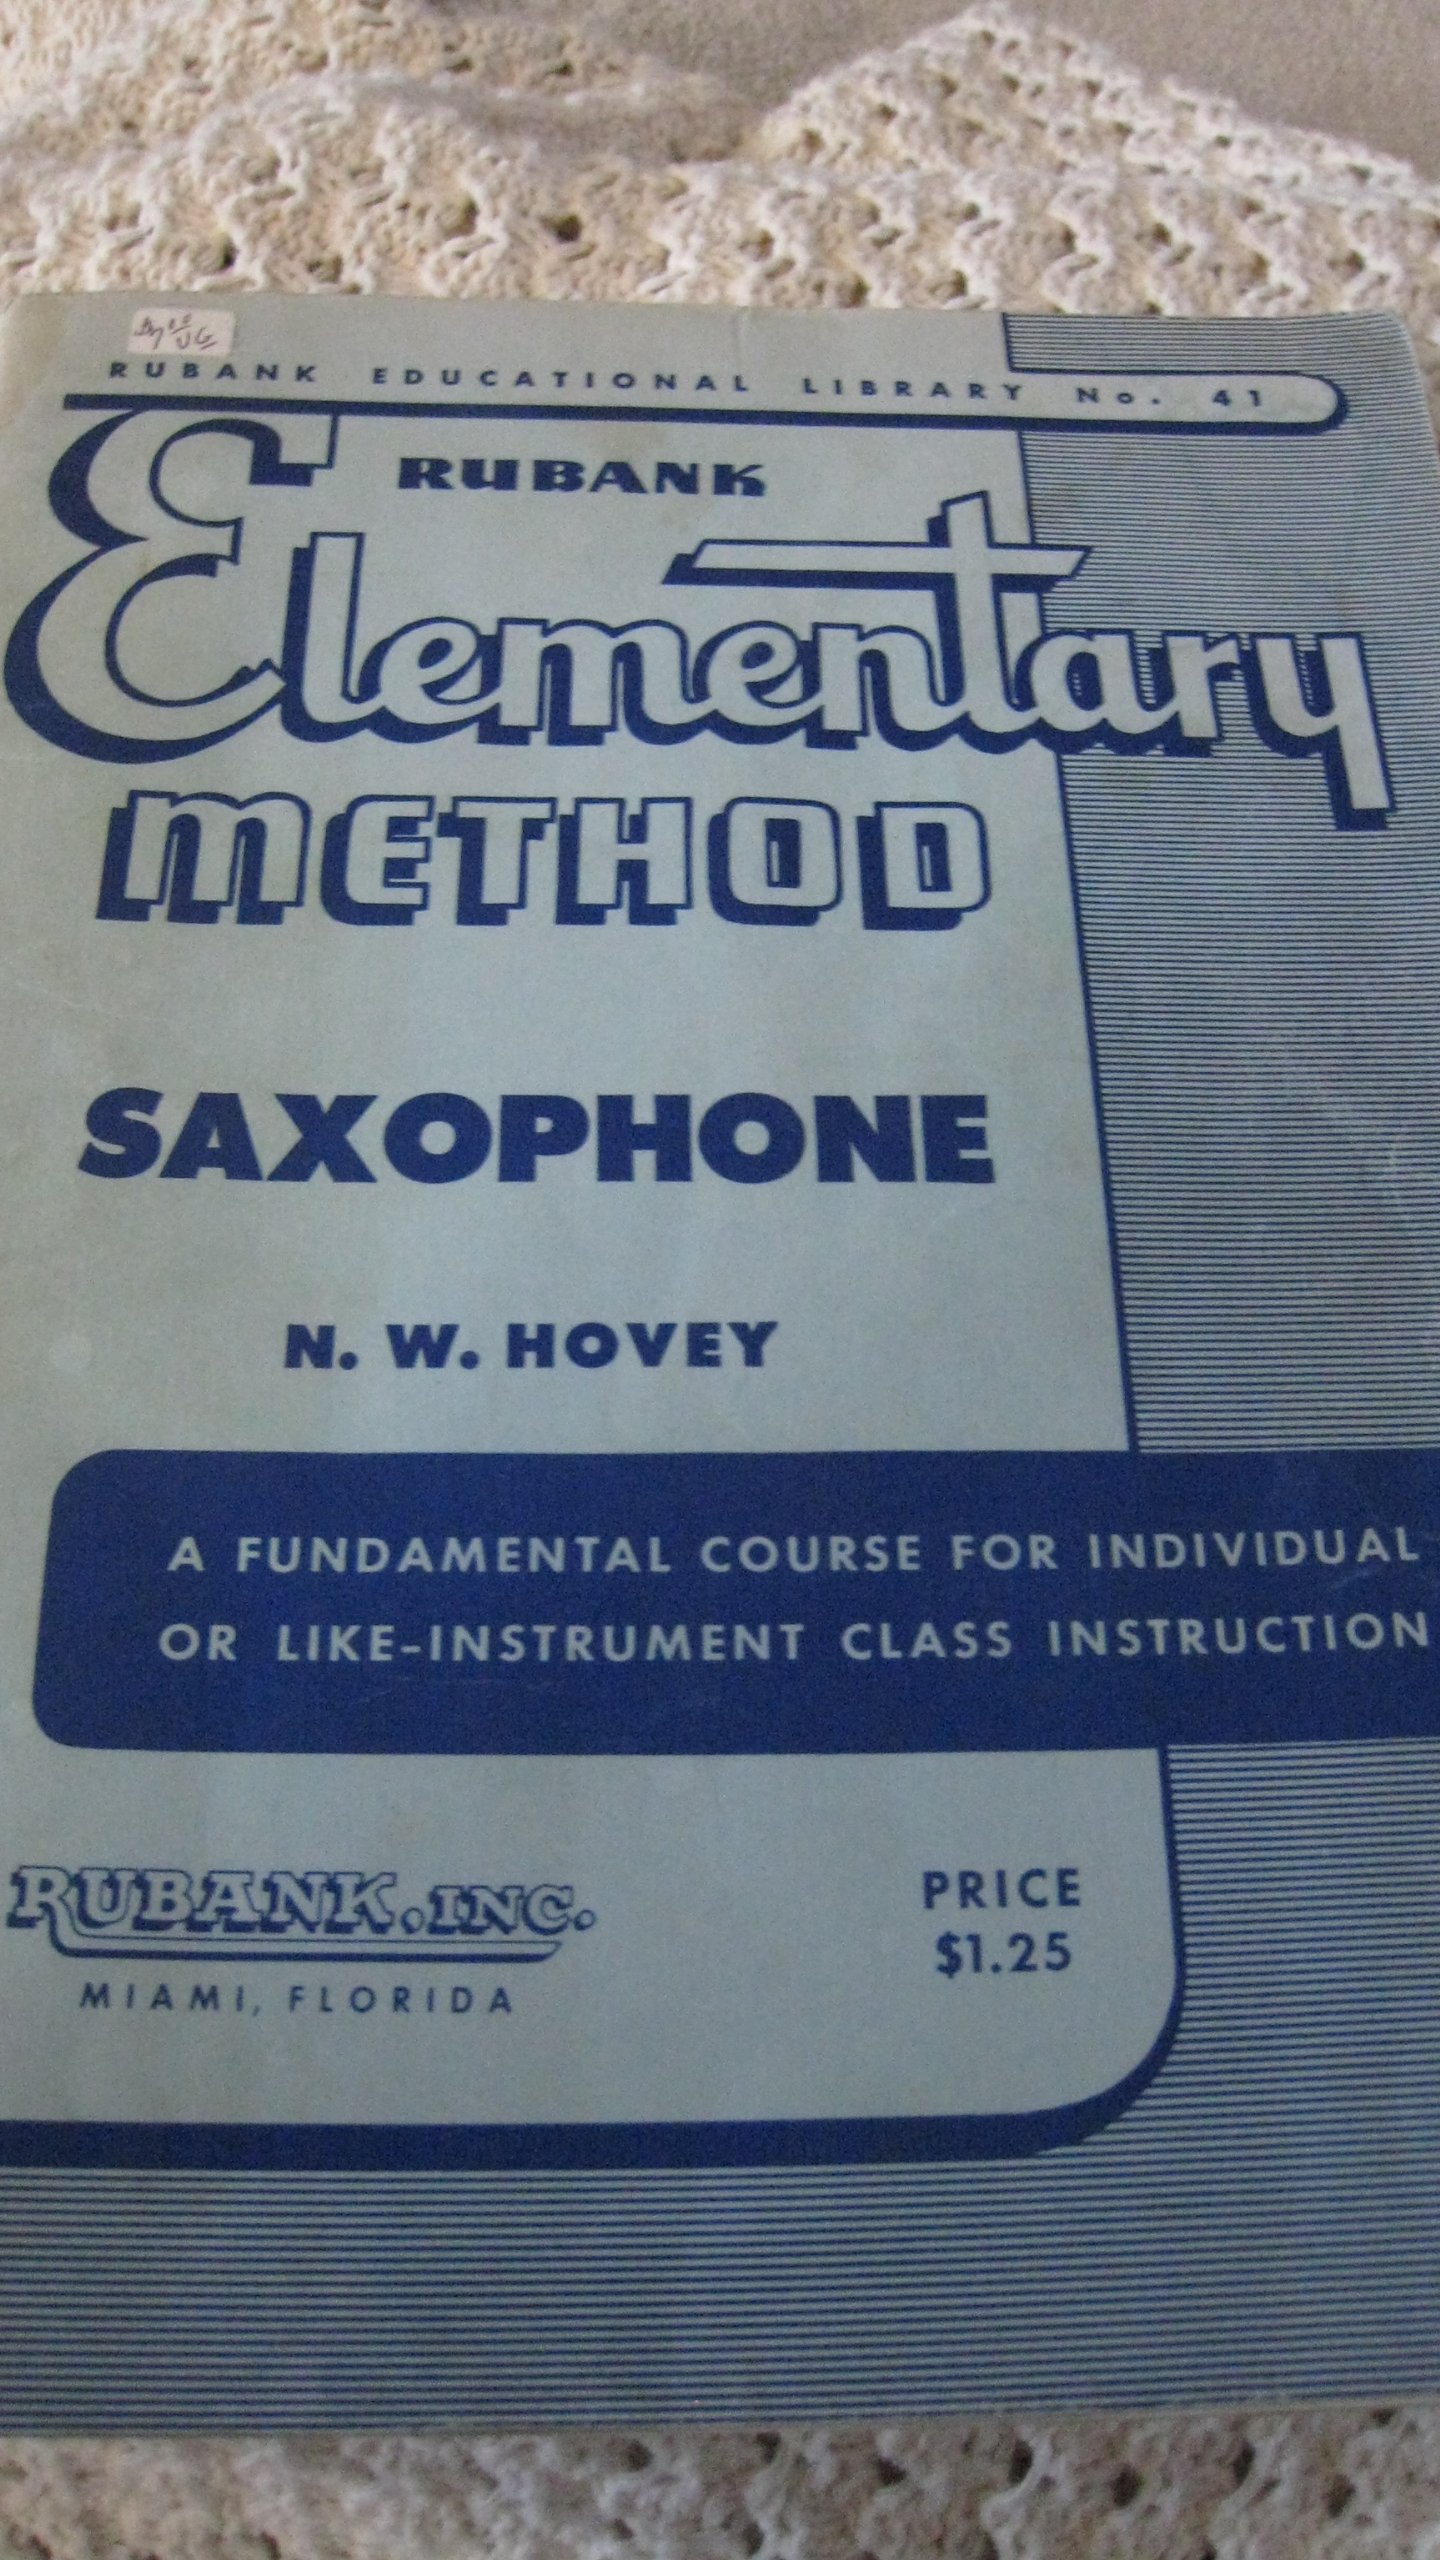 RUBANK EDUCATIONAL LIBRARY No. 41
RUBANK
Elementary
METHOD
SAXOPHONE
N. W. HOVEY
A FUNDAMENTAL COURSE FOR INDIVIDUAL
OR LIKE-INSTRUMENT CLASS INSTRUCTION
RUBANK, INC.
MIAMI, FLORIDA
PRICE
$1.25